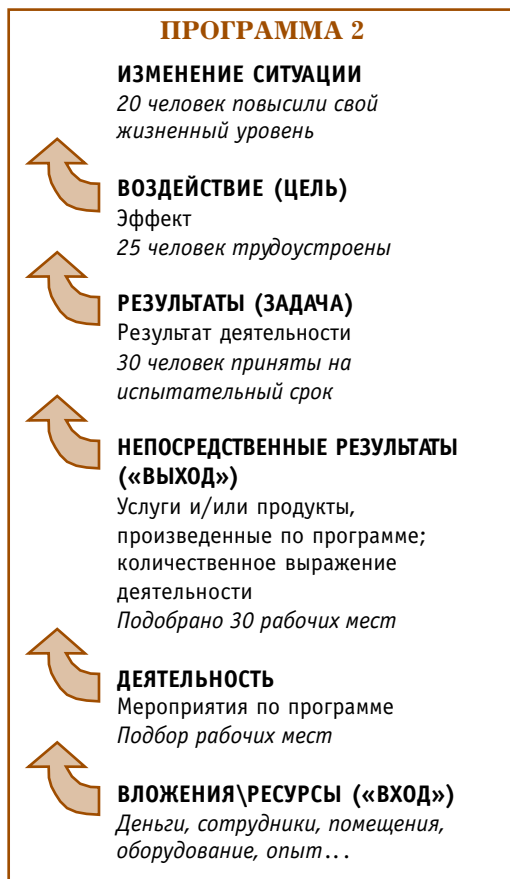 ПРОГРАММА 2
ИЗМЕНЕНИЕ СИТУАЦИИ
20 человек повысили свой
жизненный уровень
ВОЗДЕЙСТВИЕ (ЦЕЛЬ)
Эффект
25 человек трудоустроены
РЕЗУЛЬТАТЫ (ЗАДАЧА)
Результат деятельности
30 человек приняты на
испытательный срок
НЕПОСРЕДСТВЕННЫЕ РЕЗУЛЬТАТЫ
(«ВЫХОД»)
Услуги и/или продукты,
произведенные по программе;
количественное выражение
деятельности
Подобрано 30 рабочих мест
ДЕЯТЕЛЬНОСТЬ
Мероприятия по программе
Подбор рабочих мест
ВЛОЖЕНИЯ\РЕСУРСЫ («ВХОД»)
Деньги, сотрудники, помещения,
оборудование, опыт...